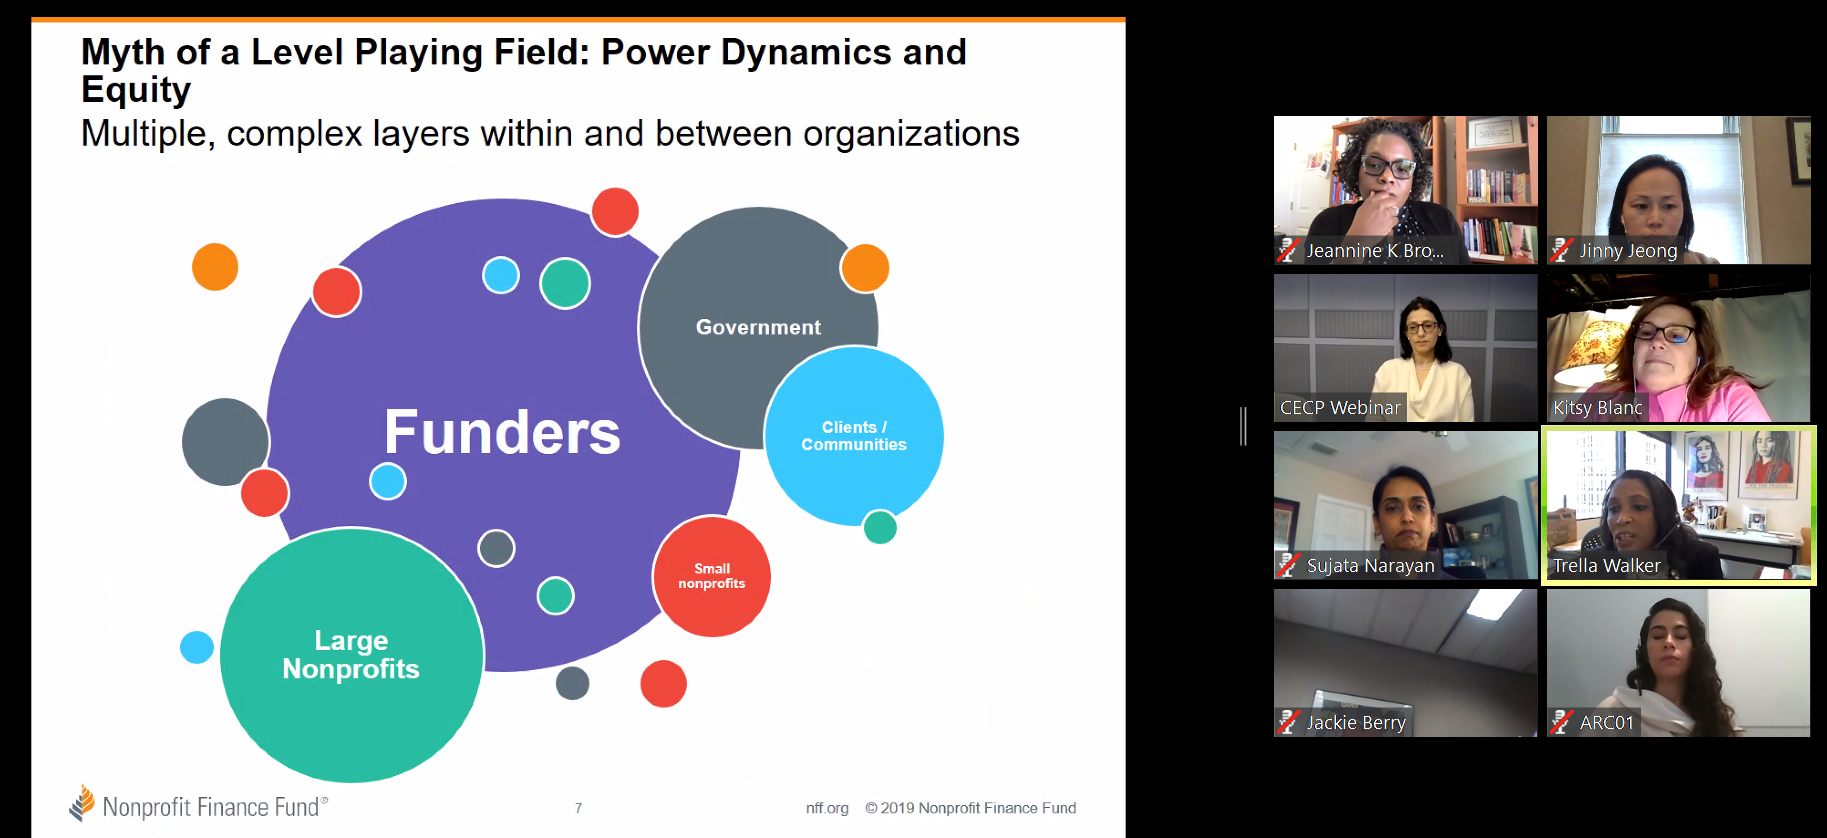 Myth of a Level Playing Field: Power Dynamics and
Equity
Multiple, complex layers within and between organizations
Government
Funders
Clients /
Communities
Small
nonprofits
Large
Nonprofits
Nonprofit Finance Fund®
7
nff.org © 2019 Nonprofit Finance Fund
Jeannine K Bro...
Jinny Jeong
CECP Webinar
Kitsy Blanc
Sujata Narayan
Trella Walker
Jackie Berry
ARC01